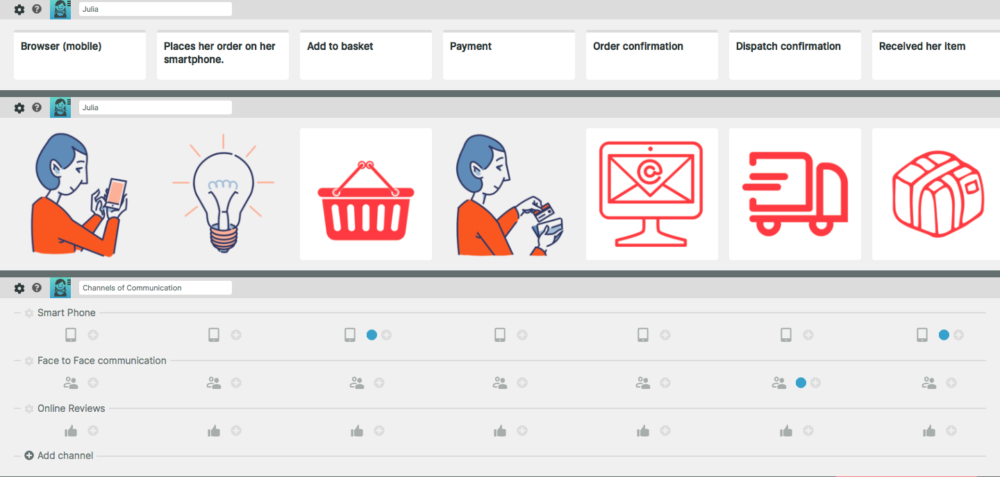 Julia
Browser (mobile)
Places her order on her
smartphone.
Add to basket
Payment
Order confirmation
Dispatch confirmation
Received her item
Julia
Channels of Communication
Smart Phone
Face to Face communication
Online Reviews
Add channel